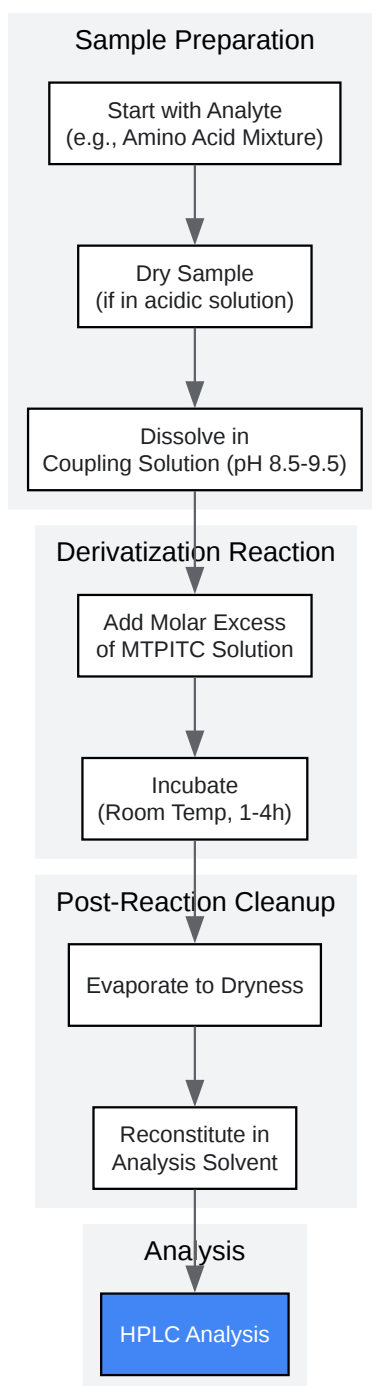 Sample Preparation
Start with Analyte
(e.g., Amino Acid Mixture)
Dry Sample
(if in acidic solution)
Dissolve in
Coupling Solution (pH 8.5-9.5)
Derivatization Reaction
Add Molar Excess
of MTPITC Solution
Incubate
(Room Temp, 1-4h)
Post-Reaction Cleanup
Evaporate to Dryness
Reconstitute in
Analysis Solvent
Analysis
HPLC Analysis